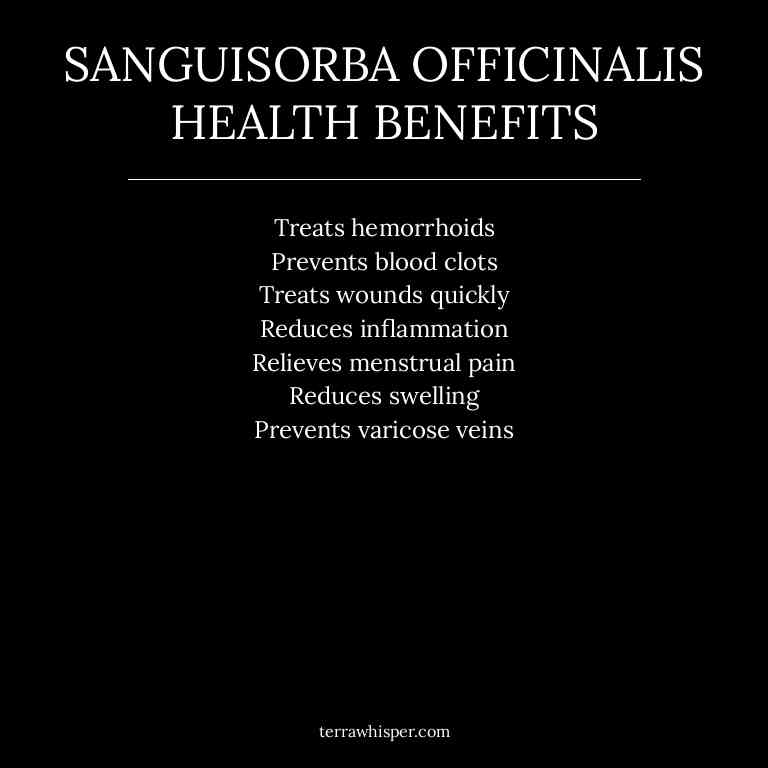 SANGUISORBA OFFICINALIS
HEALTH BENEFITS
Treats hemorrhoids
Prevents blood clots
Treats wounds quickly
Reduces inflammation
Relieves menstrual pain
Reduces swelling
Prevents varicose veins
terrawhisper.com